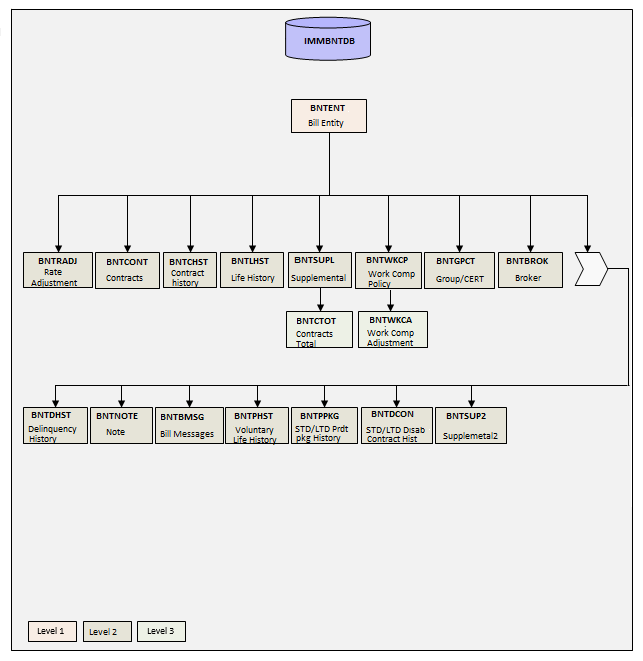 IMMBNTDB
BNTENT
Bill Entity
BNTRADJ
Rate
Adjustment
BNTCONT
Contracts
BNTCHST
Contract
history
BNTLHST
Life History
BNTSUPL
Supplemental
BNTWKCP
Work Comp
Policy
BNTGPCT
Group/CERT
BNTBROK
Broker
BNTCTOT
Contracts
Total
BNTWKCA
Work Comp
Adjustment
BNTDHST
Delinquency
History
BNTNOTE
Note
BNTBMSG
Bill Messages
BNTPHST
Voluntary
Life History
BNTPPKG
STD/LTD Prdt
pkg History
BNTDCON
STD/LTD Disab
Contract Hist
BNTSUP2
Supplemetal2
Level 1
Level 2
Level 3